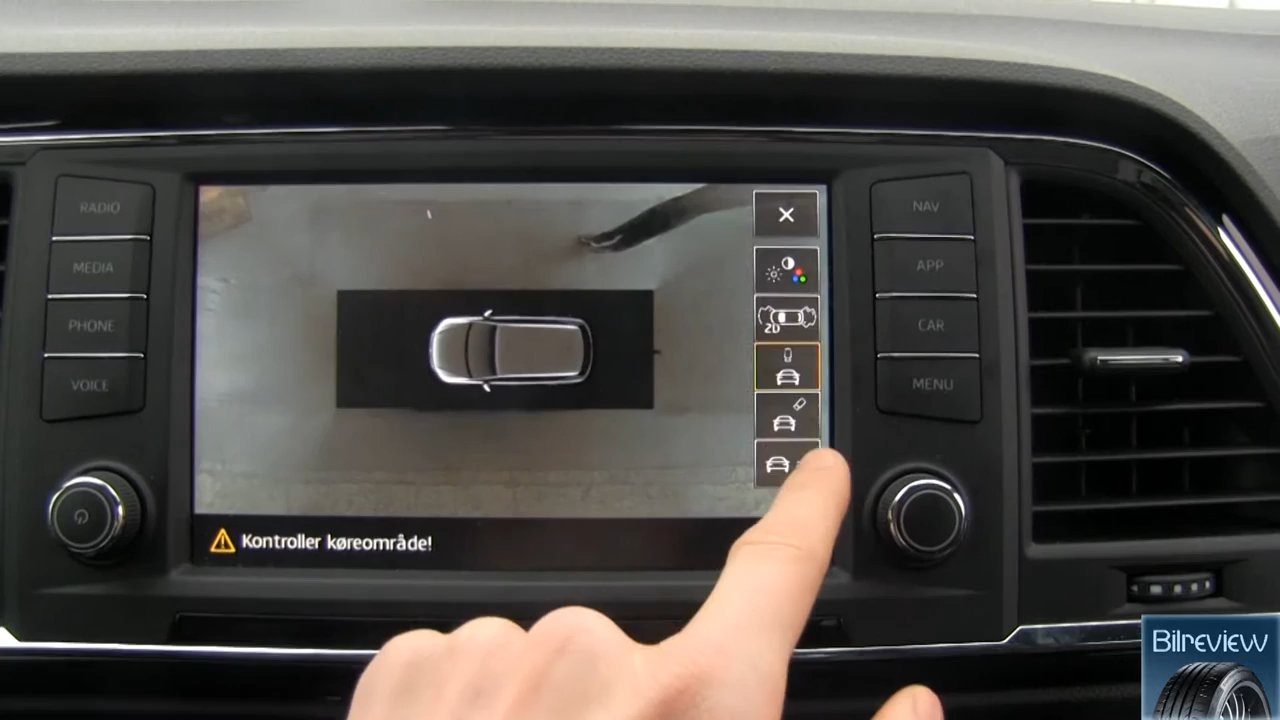 RADIO
MEDIA
PHONE
VOICE
2D
Kontroller køreområde!
NAV
APP
CAR
MENU
Bilreview